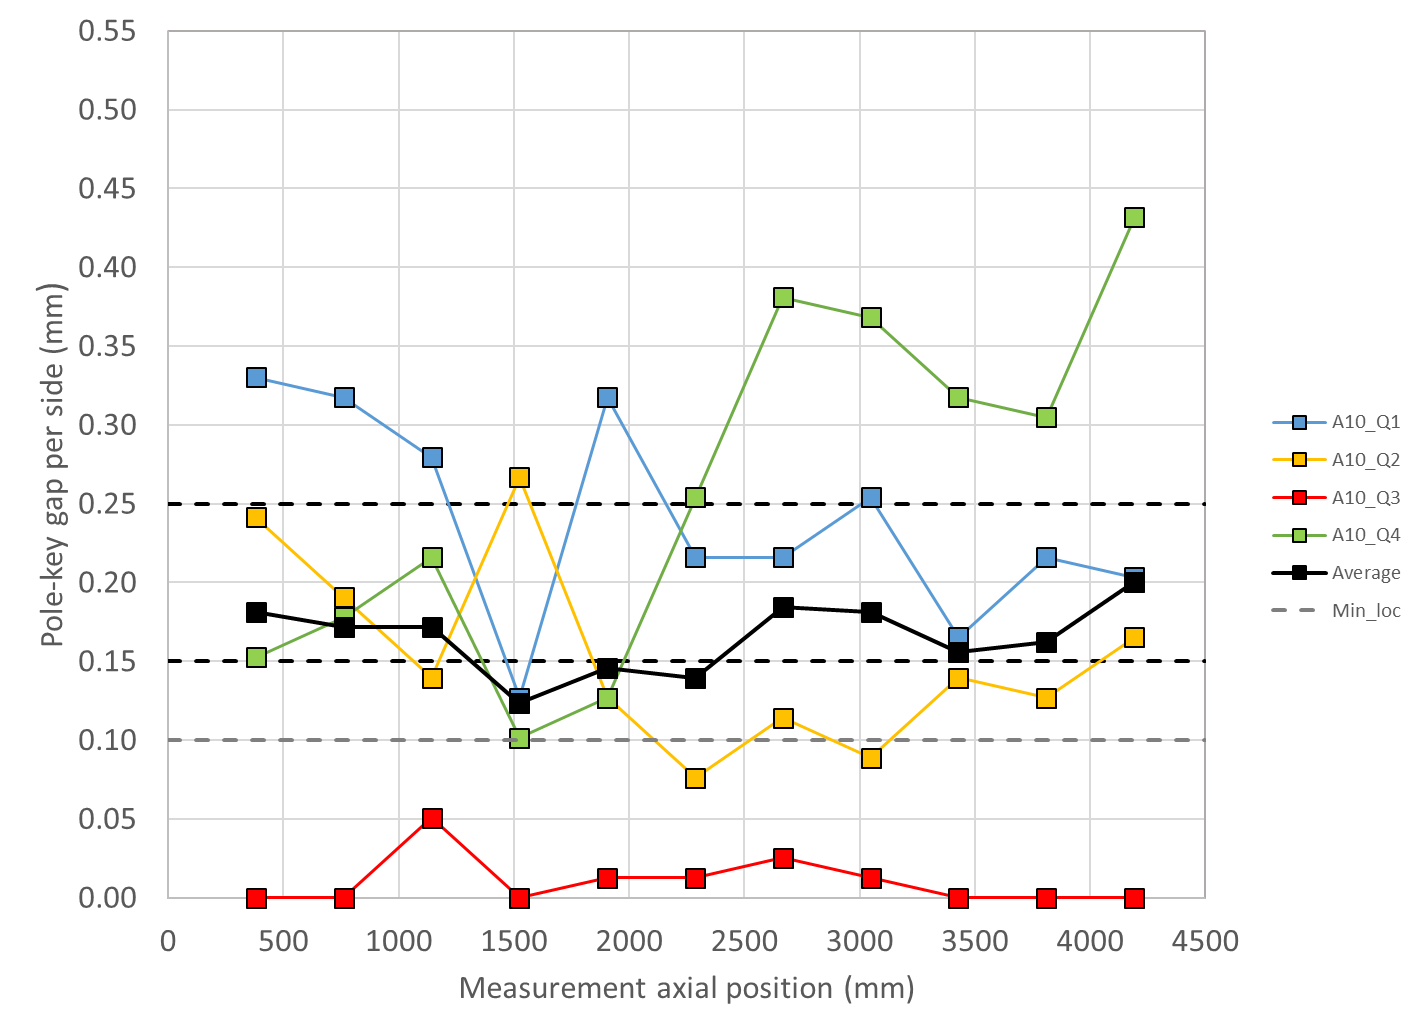 0.55
0.50
0.45
0.40
0.35
0.30
0.25
0.20
0.15
0.10
0.05
0.00
0 500 1000 1500 2000 2500 3000 3500 4000 4500
Pole-key gap per side (mm)
Measurement axial position (mm)
A10_Q1
A10_Q2
A10_Q3
A10_Q4
Average
Min_loc